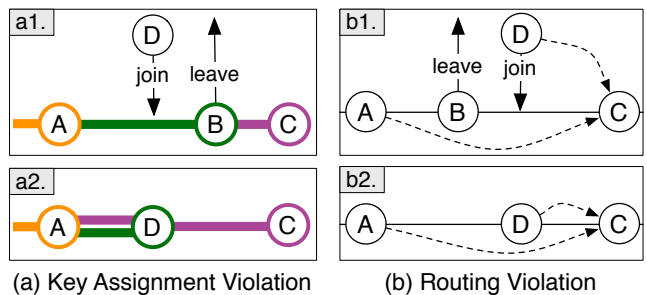 a1.
D
join
leave
A
B
C
a2.
A
D
C
(a) Key Assignment Violation
b1.
D
leave
join
A
B
C
b2.
A
D
C
(b) Routing Violation